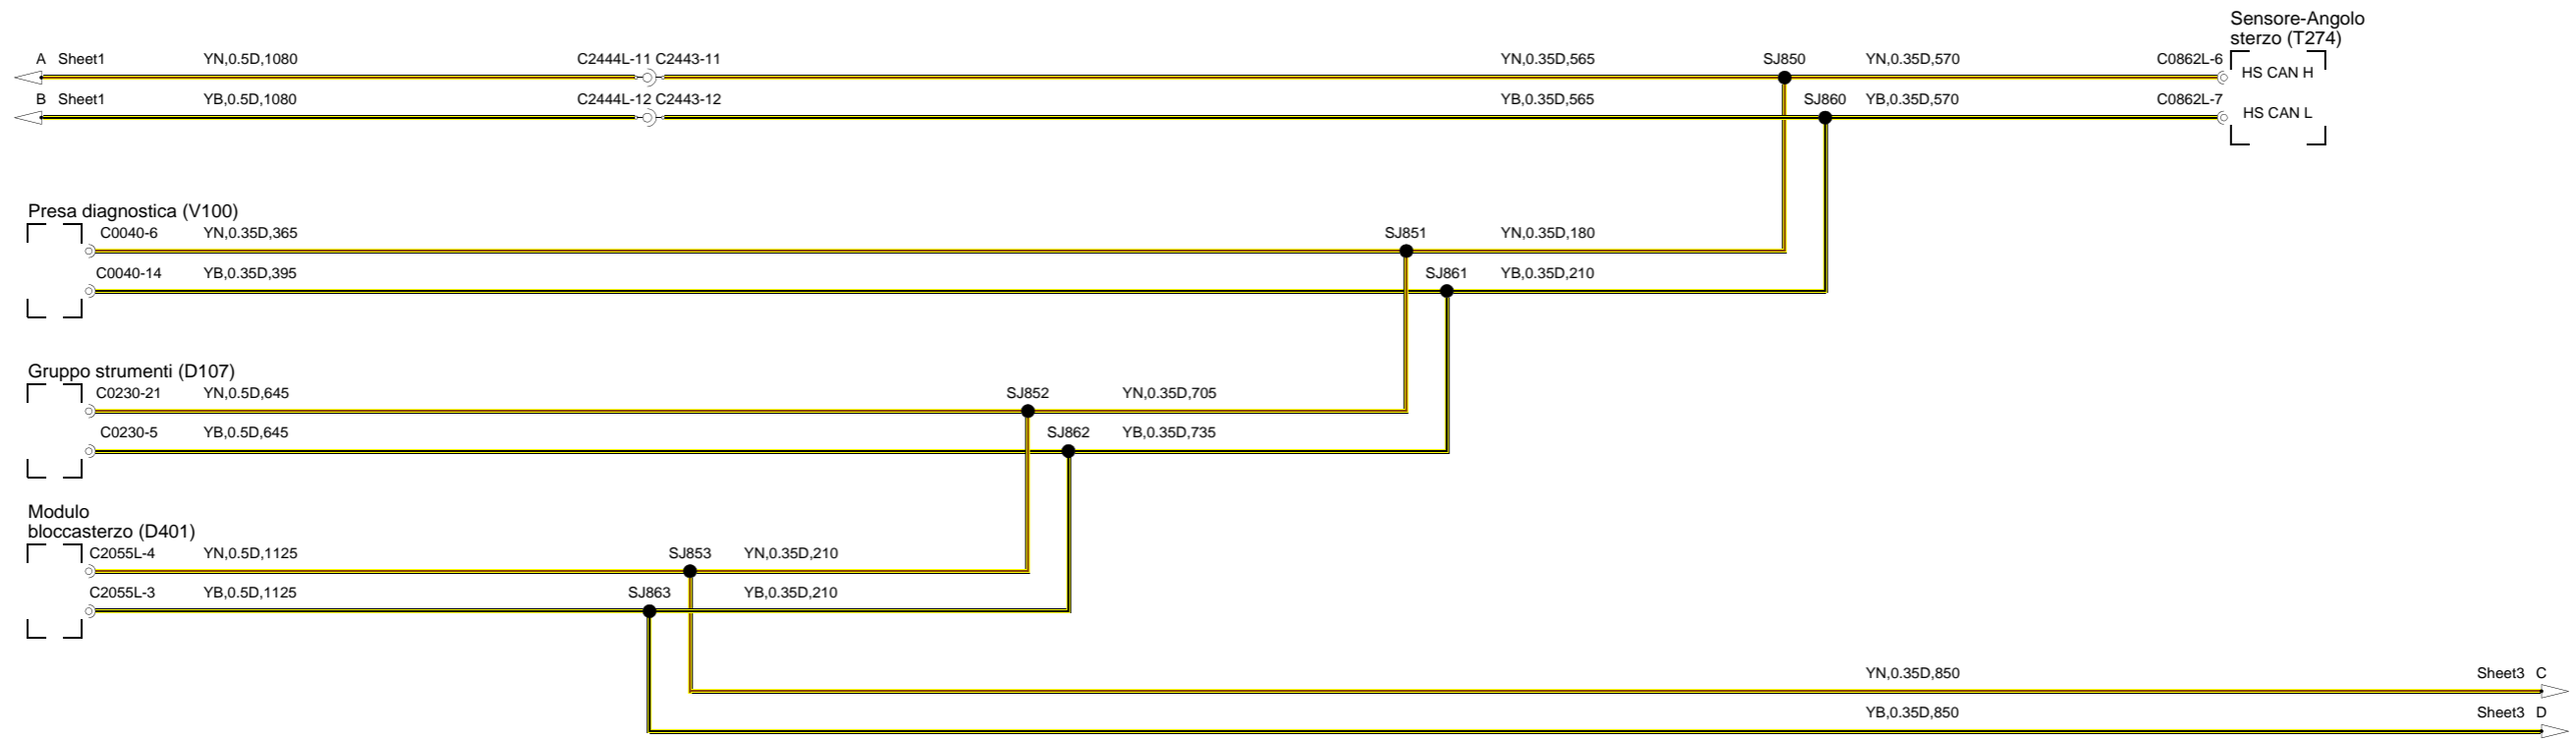 Sensore-Angolo
sterzo (T274)
A Sheet1 YN,0.5D,1080 C2444L-11 C2443-11 YN,0.35D,565 SJ850 YN,0.35D,570 C0862L-6
HS CAN H
B Sheet1 YB,0.5D,1080 C2444L-12 C2443-12 YB,0.35D,565 SJ860 YB,0.35D,570 C0862L-7
HS CAN L
Presa diagnostica (V100)
C0040-6 YN,0.35D,365 SJ851 YN,0.35D,180
C0040-14 YB,0.35D,395 SJ861 YB,0.35D,210
Gruppo strumenti (D107)
C0230-21 YN,0.5D,645 SJ852 YN,0.35D,705
C0230-5 YB,0.5D,645 SJ862 YB,0.35D,735
Modulo
bloccasterzo (D401)
C2055L-4 YN,0.5D,1125 SJ853 YN,0.35D,210
C2055L-3 YB,0.5D,1125 SJ863 YB,0.35D,210
YN,0.35D,850 Sheet3 C
YB,0.35D,850 Sheet3 D